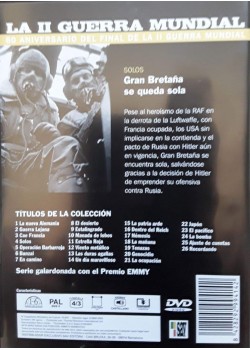 LA II GUERRA MUNDIAL
60 ANIVERSARIO DEL FINAL DE LA II GUERRA MUNDIAL
SOLOS
Gran Bretaña
se queda sola
Pese al heroísmo de la RAF en
la derrota de la Luftwaffe, con
Francia ocupada, los USA sin
implicarse en la contienda y el
pacto de Rusia con Hitler aún
en vigencia, Gran Bretaña se
encuentra sola, salvándose
gracias a la decisión de Hitler
de emprender su ofensiva
contra Rusia.
TÍTULOS DE LA COLECCIÓN
1 La nueva Alemania
2 Guerra Lejana
3 Cae Francia
4 Solos
5 Operación Barbarroja
6 Banzai
7 En camino
8 El desierto
9 Estalingrado
10 Manada de lobos
11 Estrella Roja
12 Viento mefítico
13 Las duras agallas
14 Un día maravilloso
15 La patria arde
16 Dentro del Reich
17 Némesis
18 La mañana
19 Tenazas
20 Genocidio
21 La ocupación
22 Japón
23 El pacífico
24 La bomba
25 Ajuste de cuentas
26 Recordando
Serie galardonada con el Premio EMMY
Características
PAL
4/3
DVD